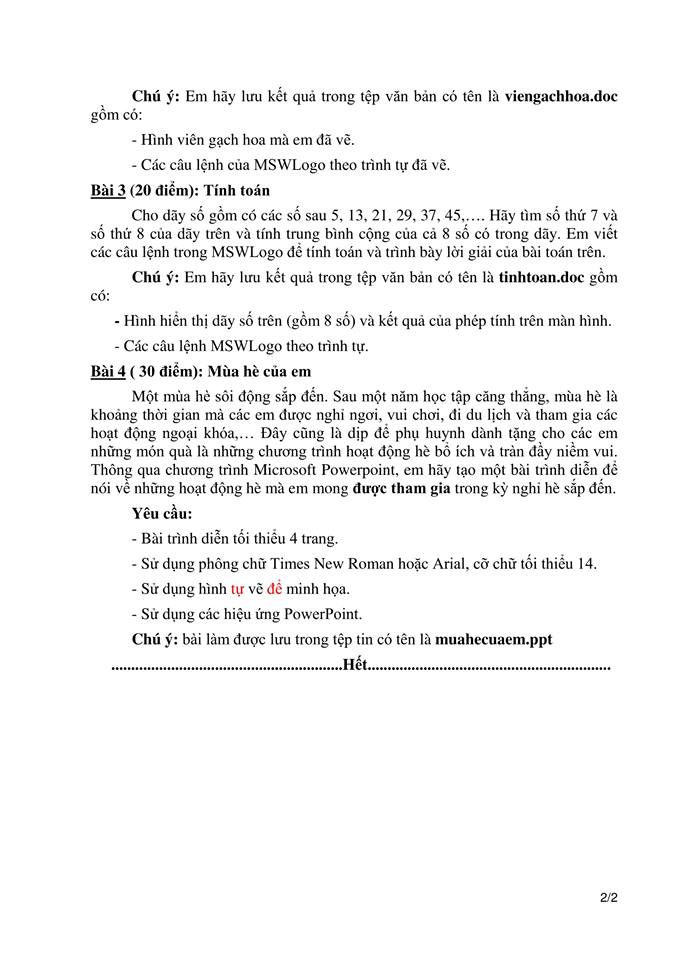 Chú ý: Em hãy lưu kết quả trong tệp văn bản có tên là viengachhoa.doc
gồm có:
- Hình viên gạch hoa mà em đã vẽ.
- Các câu lệnh của MSWLogo theo trình tự đã vẽ.
Bài 3 (20 điểm): Tính toán
Cho dãy số gồm có các số sau 5, 13, 21, 29, 37, 45,…. Hãy tìm số thứ 7 và
số thứ 8 của dãy trên và tính trung bình cộng của cả 8 số có trong dãy. Em viết
các câu lệnh trong MSWLogo để tính toán và trình bày lời giải của bài toán trên.
Chú ý: Em hãy lưu kết quả trong tệp văn bản có tên là tinhtoan.doc gồm
có:
- Hình hiển thị dãy số trên (gồm 8 số) và kết quả của phép tính trên màn hình.
- Các câu lệnh MSWLogo theo trình tự.
Bài 4 ( 30 điểm): Mùa hè của em
Một mùa hè sôi động sắp đến. Sau một năm học tập căng thẳng, mùa hè là
khoảng thời gian mà các em được nghỉ ngơi, vui chơi, đi du lịch và tham gia các
hoạt động ngoại khóa,… Đây cũng là dịp để phụ huynh dành tặng cho các em
những món quà là những chương trình hoạt động hè bổ ích và tràn đầy niềm vui.
Thông qua chương trình Microsoft Powerpoint, em hãy tạo một bài trình diễn để
nói về những hoạt động hè mà em mong được tham gia trong kỳ nghỉ hè sắp đến.
Yêu cầu:
- Bài trình diễn tối thiểu 4 trang.
- Sử dụng phông chữ Times New Roman hoặc Arial, cỡ chữ tối thiểu 14.
- Sử dụng hình tự vẽ để minh họa.
- Sử dụng các hiệu ứng PowerPoint.
Chú ý: bài làm được lưu trong tệp tin có tên là muahecuaem.ppt
..........................................................Hết.............................................................
2/2